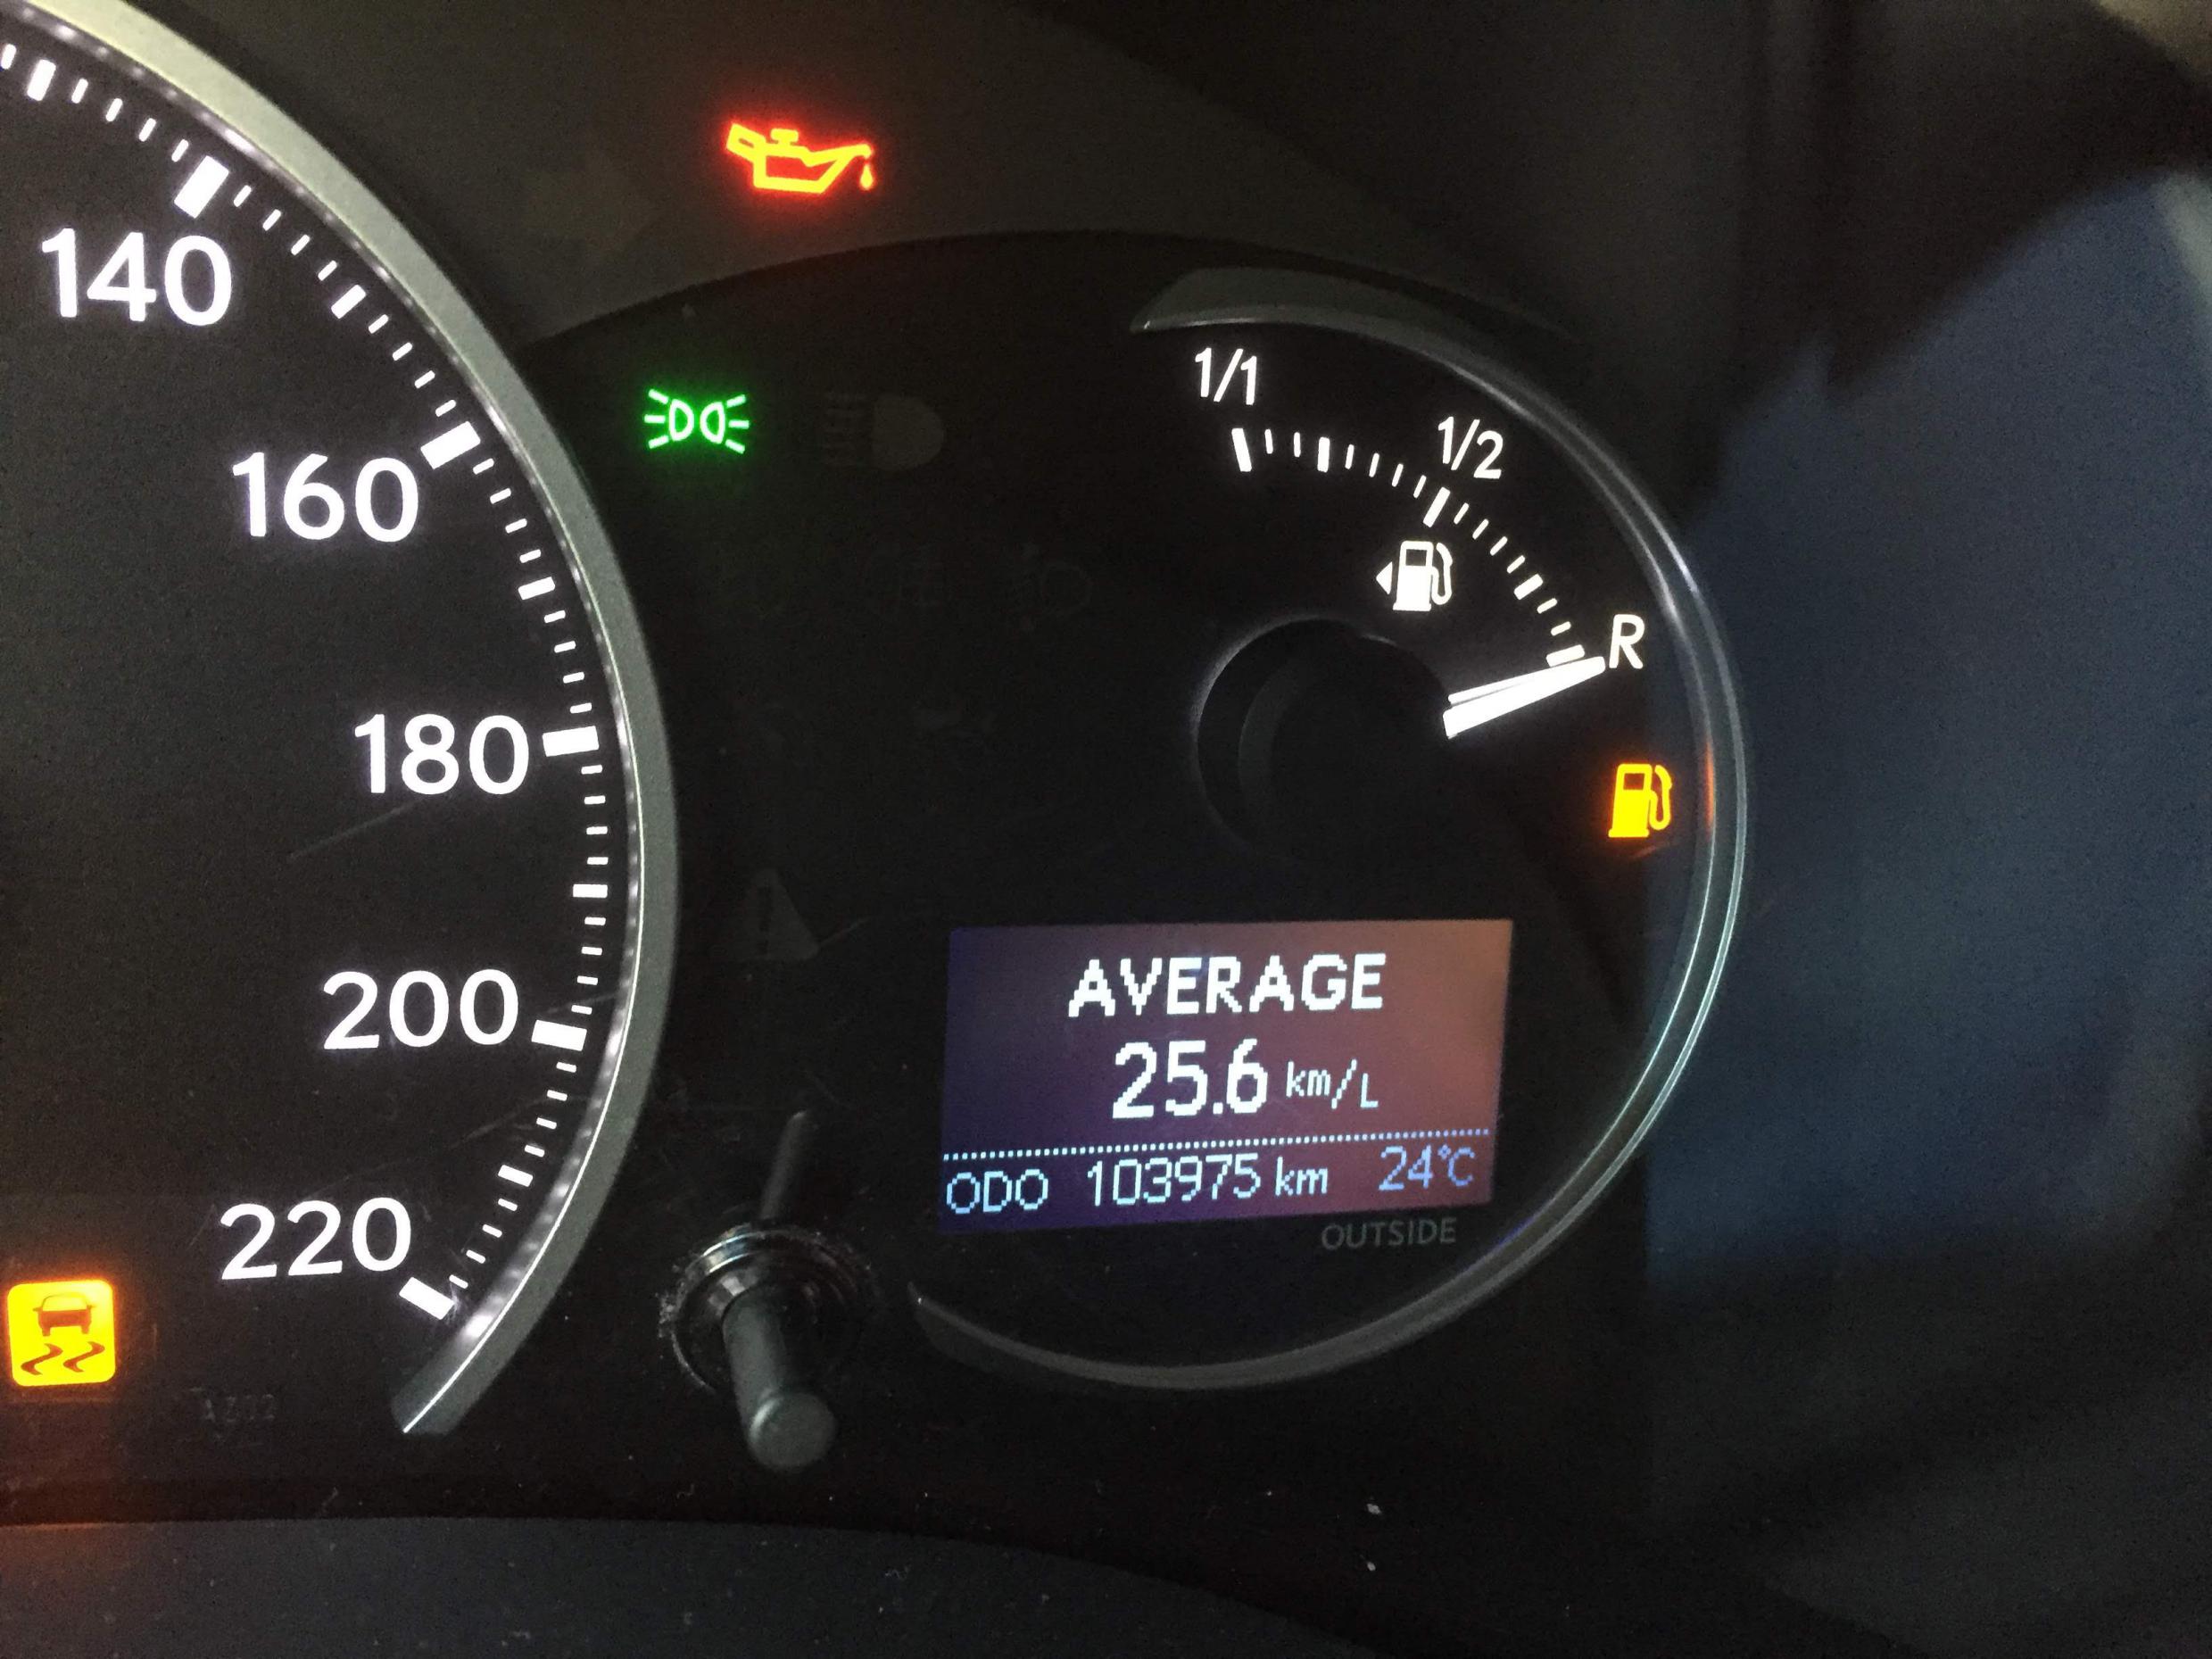 140
160
180
200
220
1/1
1/2
R
AVERAGE
25.6 km/L
ODO 103975 km 24°C
OUTSIDE